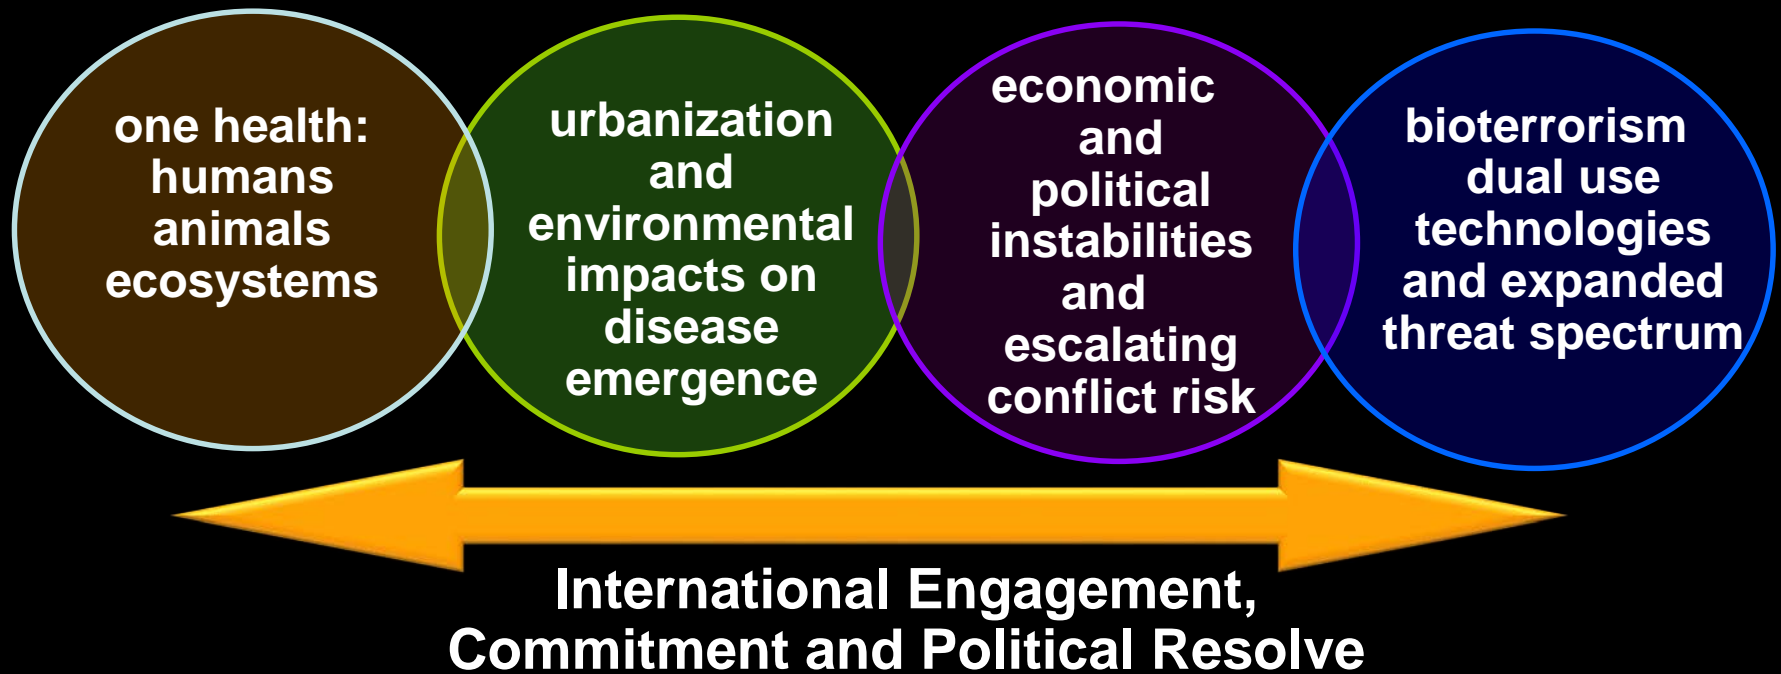 one health:
humans
animals
ecosystems
urbanization
and
environmental
impacts on
disease
emergence
economic
and
political
instabilities
and
escalating
conflict risk
bioterrorism
dual use
technologies
and expanded
threat spectrum
International Engagement,
Commitment and Political Resolve